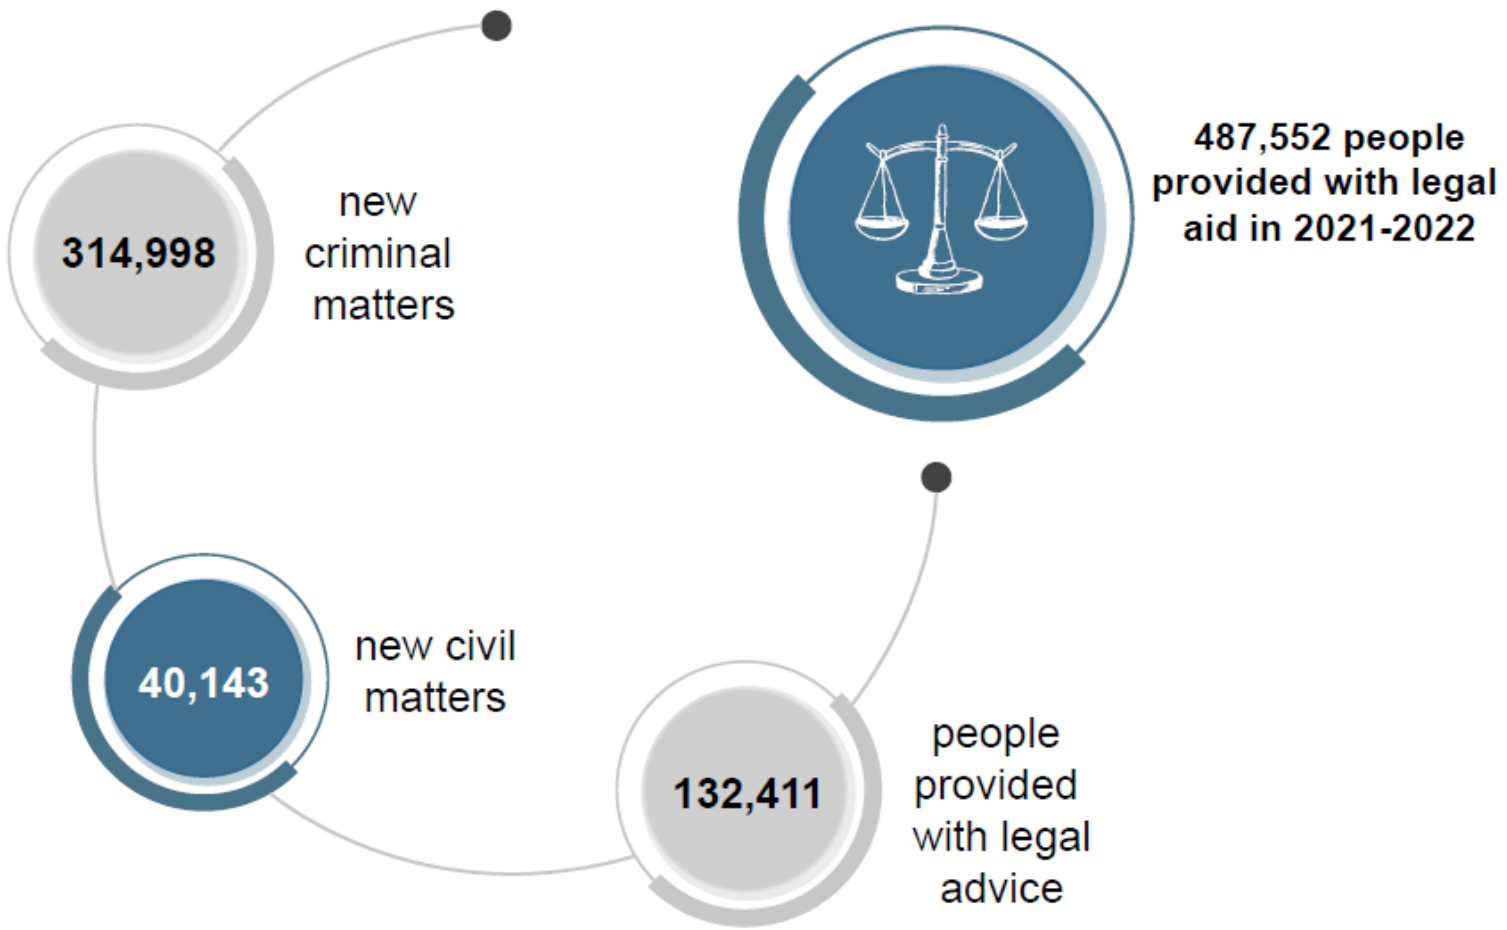 314,998
new
criminal
matters
487,552 people
provided with legal
aid in 2021-2022
40,143
new civil
matters
132,411
people
provided
with legal
advice